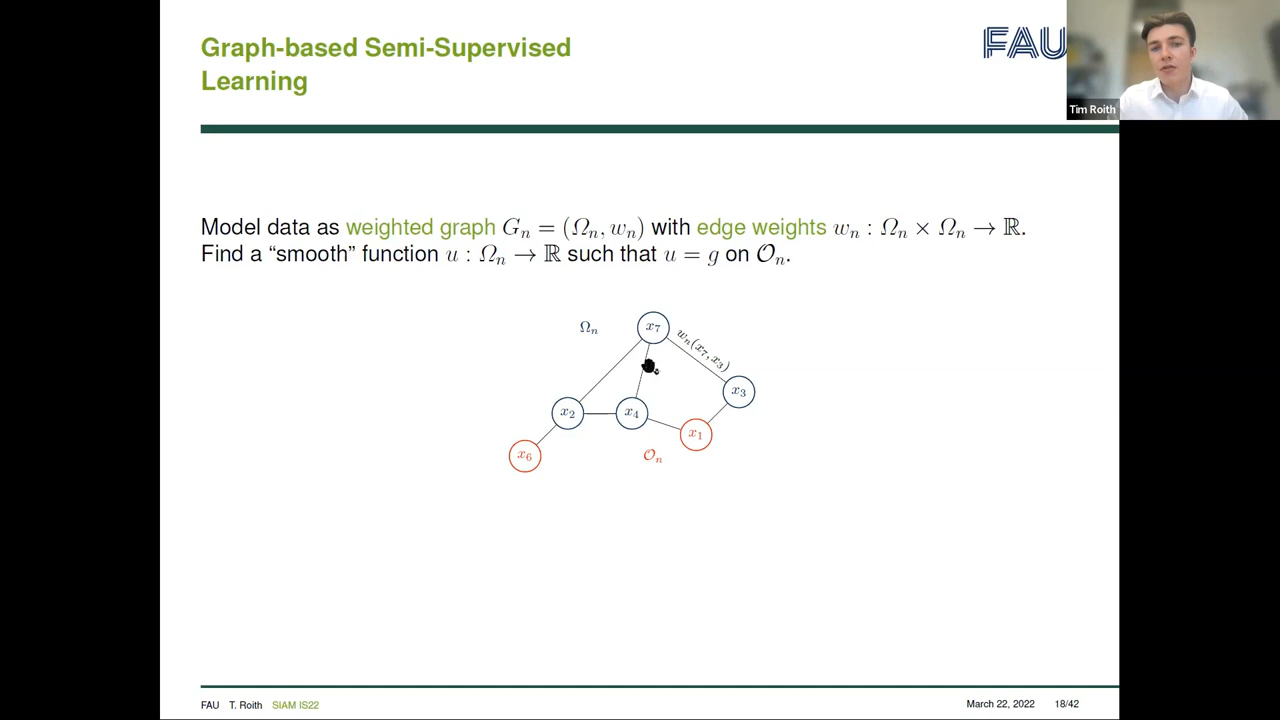 Graph-based Semi-Supervised
Learning
FAU
Tim Roith
Model data as weighted graph Gₙ = (Ωₙ, wₙ) with edge weights wₙ : Ωₙ × Ωₙ → ℝ.
Find a “smooth” function u : Ωₙ → ℝ such that u = g on 𝒪ₙ.
Ωₙ
x₇
wₙ(x₇, x₃)
x₃
x₂
x₄
x₁
x₆
𝒪ₙ
FAU T. Roith SIAM IS22
March 22, 2022 18/42